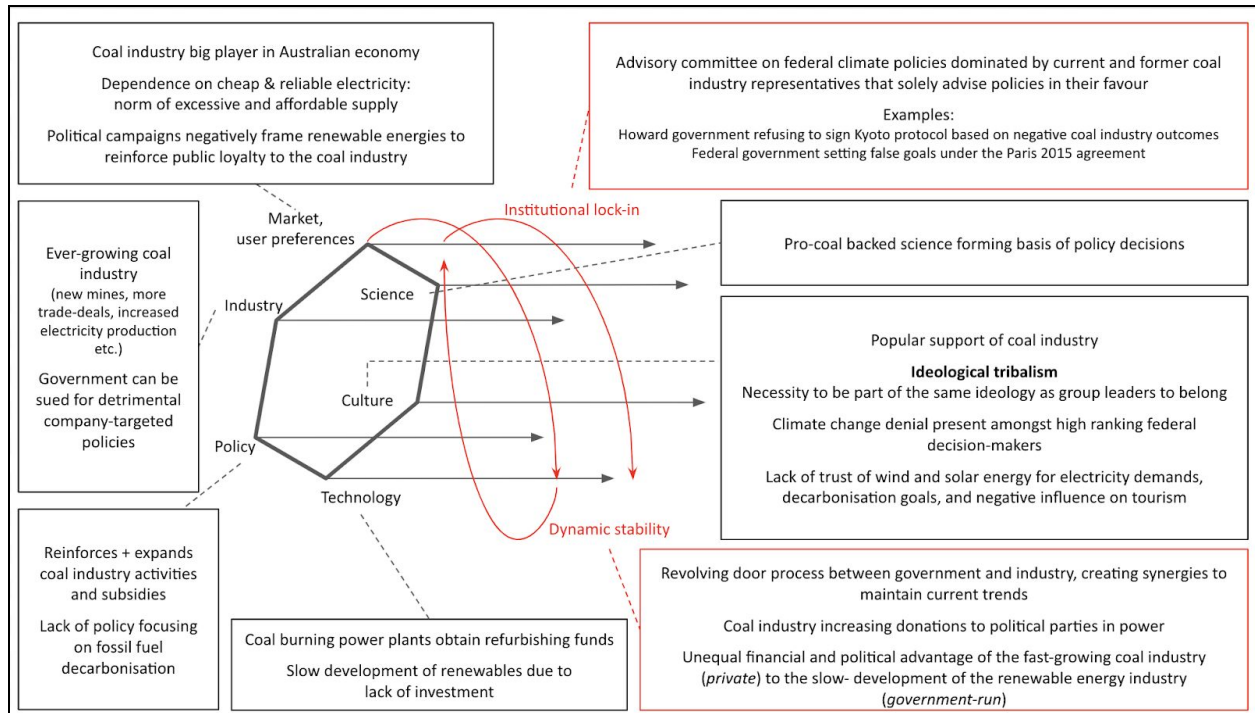 Coal industry big player in Australian economy
Dependence on cheap & reliable electricity:
norm of excessive and affordable supply
Political campaigns negatively frame renewable energies to
reinforce public loyalty to the coal industry
Advisory committee on federal climate policies dominated by current and former coal
industry representatives that solely advise policies in their favour
Examples:
Howard government refusing to sign Kyoto protocol based on negative coal industry outcomes
Federal government setting false goals under the Paris 2015 agreement
Institutional lock-in
Market,
user preferences
Ever-growing coal
industry
(new mines, more
trade-deals, increased
electricity production
etc.)
Government can be
sued for detrimental
company-targeted
policies
Pro-coal backed science forming basis of policy decisions
Science
Industry
Culture
Policy
Technology
Popular support of coal industry
Ideological tribalism
Necessity to be part of the same ideology as group leaders to belong
Climate change denial present amongst high ranking federal
decision-makers
Lack of trust of wind and solar energy for electricity demands,
decarbonisation goals, and negative influence on tourism
Dynamic stability
Reinforces + expands
coal industry activities
and subsidies
Lack of policy focusing
on fossil fuel
decarbonisation
Coal burning power plants obtain refurbishing funds
Slow development of renewables due to
lack of investment
Revolving door process between government and industry, creating synergies to
maintain current trends
Coal industry increasing donations to political parties in power
Unequal financial and political advantage of the fast-growing coal industry
(private) to the slow- development of the renewable energy industry
(government-run)